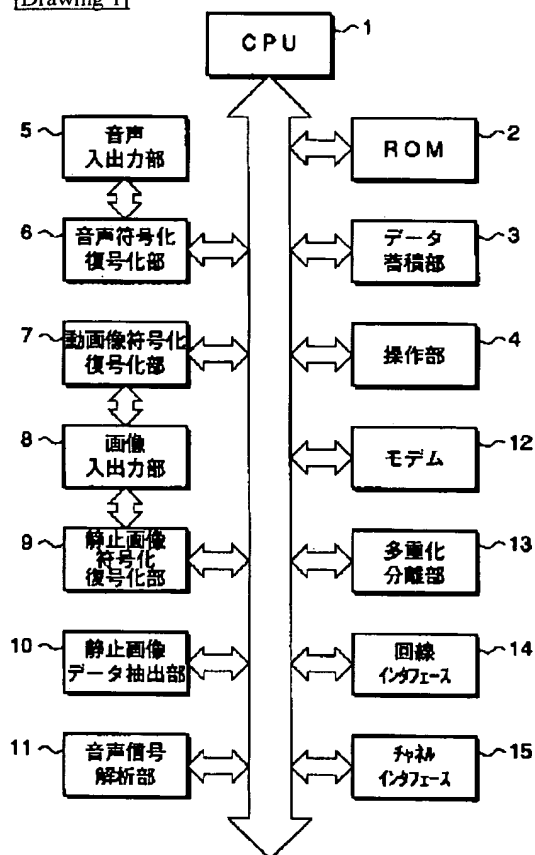 [Drawing 1]
CPU
1
5
音声
入出力部
ROM
2
6
音声符号化
復号化部
データ
蓄積部
3
7
動画像符号化
復号化部
操作部
4
8
画像
入出力部
モデム
12
9
静止画像
符号化
復号化部
多重化
分離部
13
10
静止画像
データ抽出部
回線
インタフェース
14
11
音声信号
解析部
チャネル
インタフェース
15